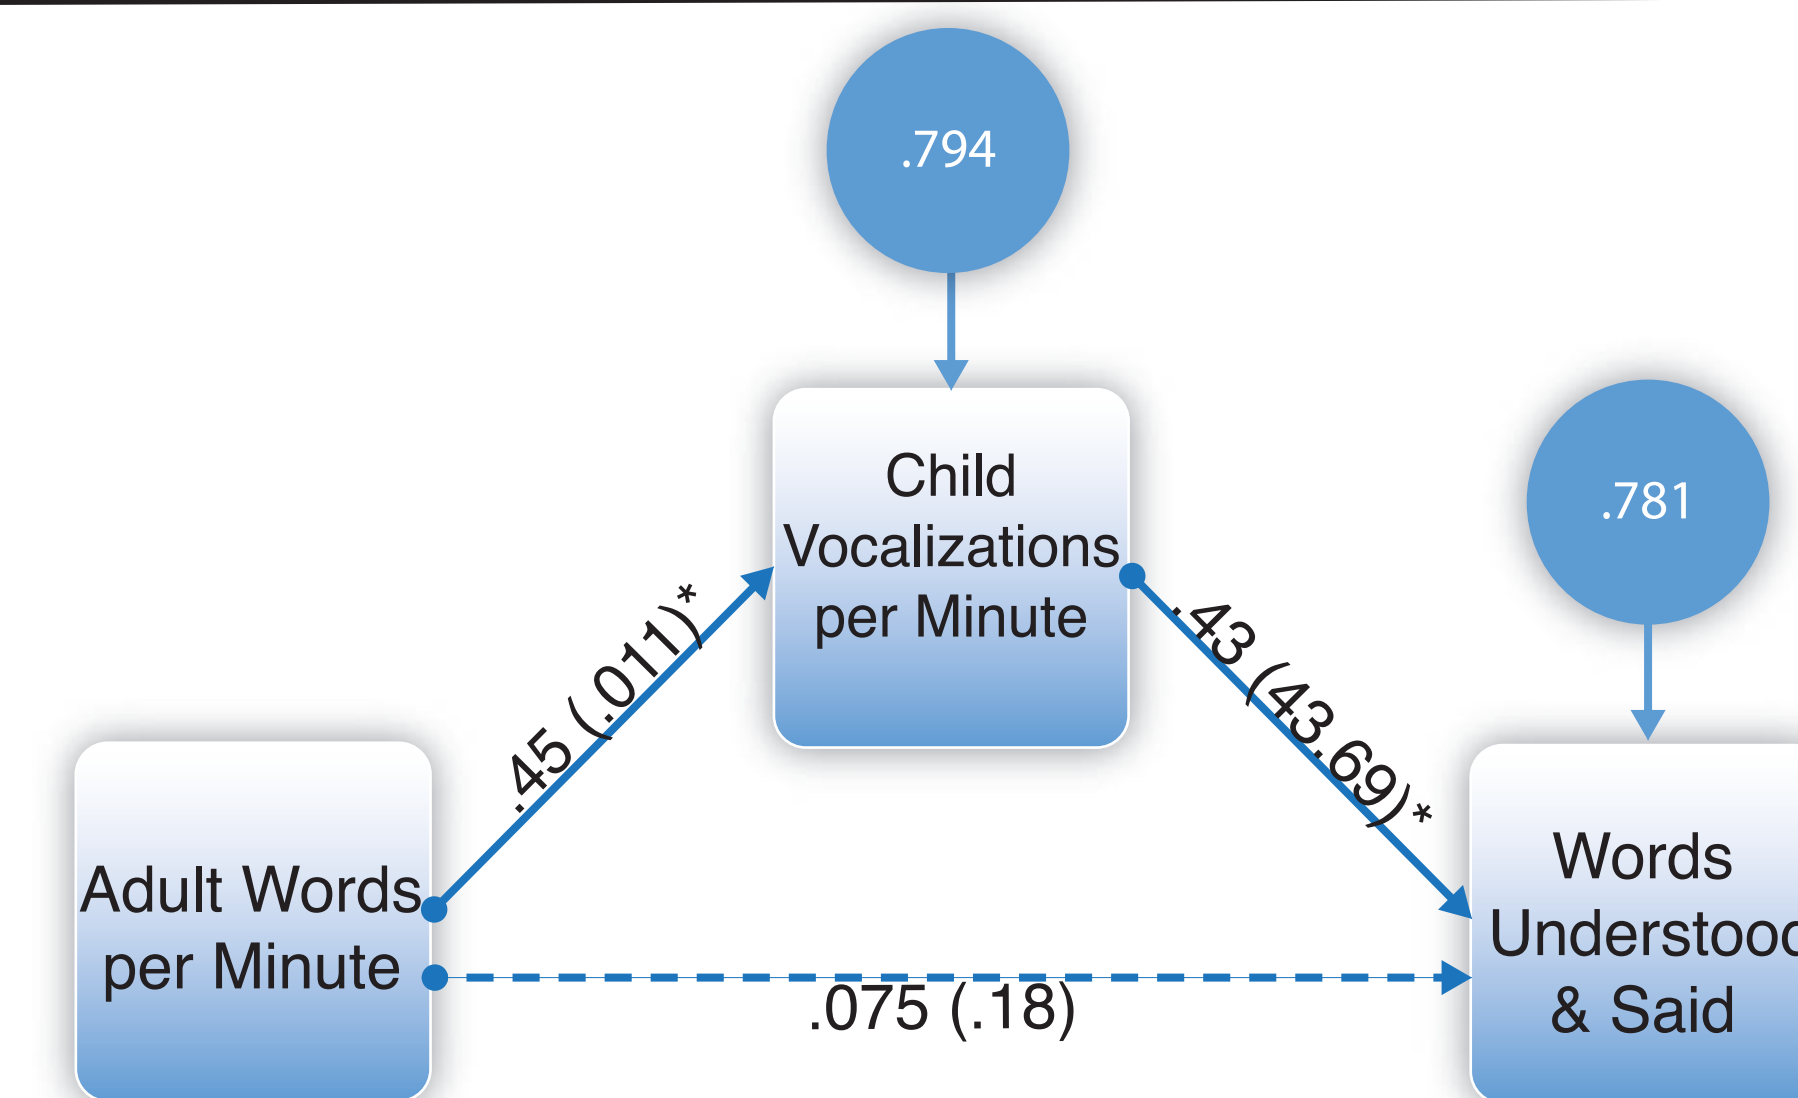 .794
Child
Vocalizations
per Minute
.781
.45 (.011)*
.43 (43.69)*
Adult Words
per Minute
.075 (.18)
Words
Understood
& Said